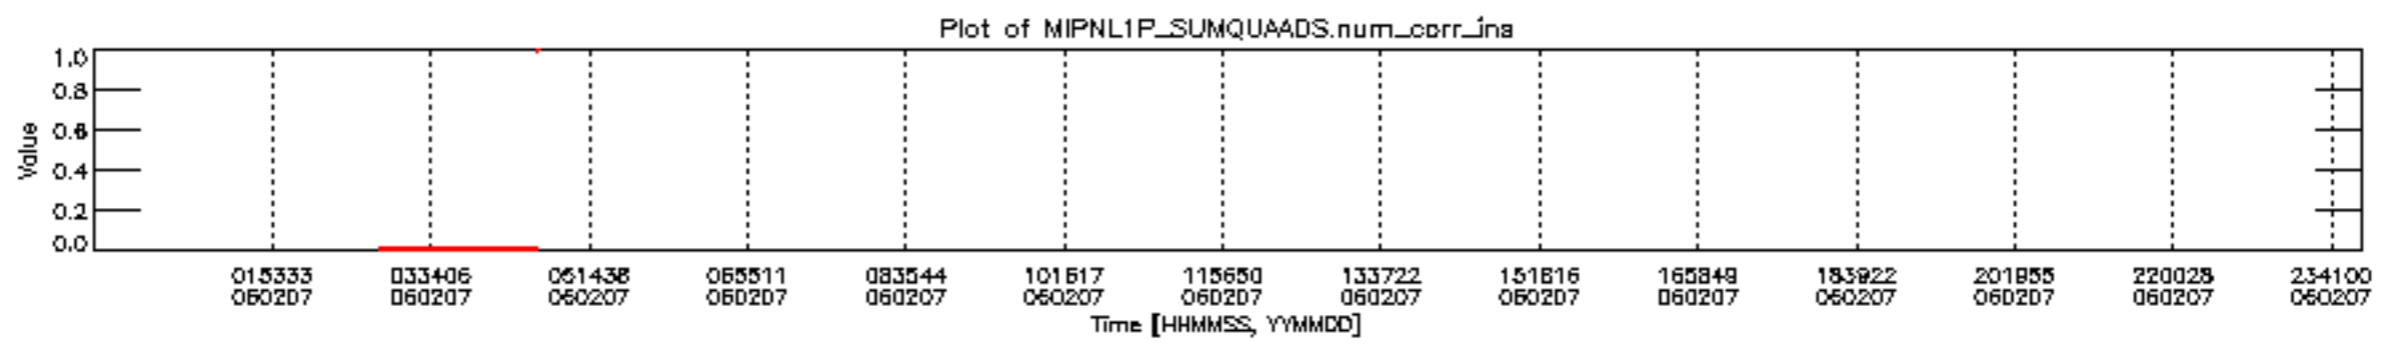 Plot of MIPNL1P_SUMQUAADS.num_corr_ins
1.0
0.8
0.6
0.4
0.2
0.0
Value
015333 033406 051438 065511 083544 101617 115650 133722 151816 165849 183922 201955 220028 234100
060207 060207 060207 060207 060207 060207 060207 060207 060207 060207 060207 060207 060207 060207
Time [HHMMSS, YYMMDD]